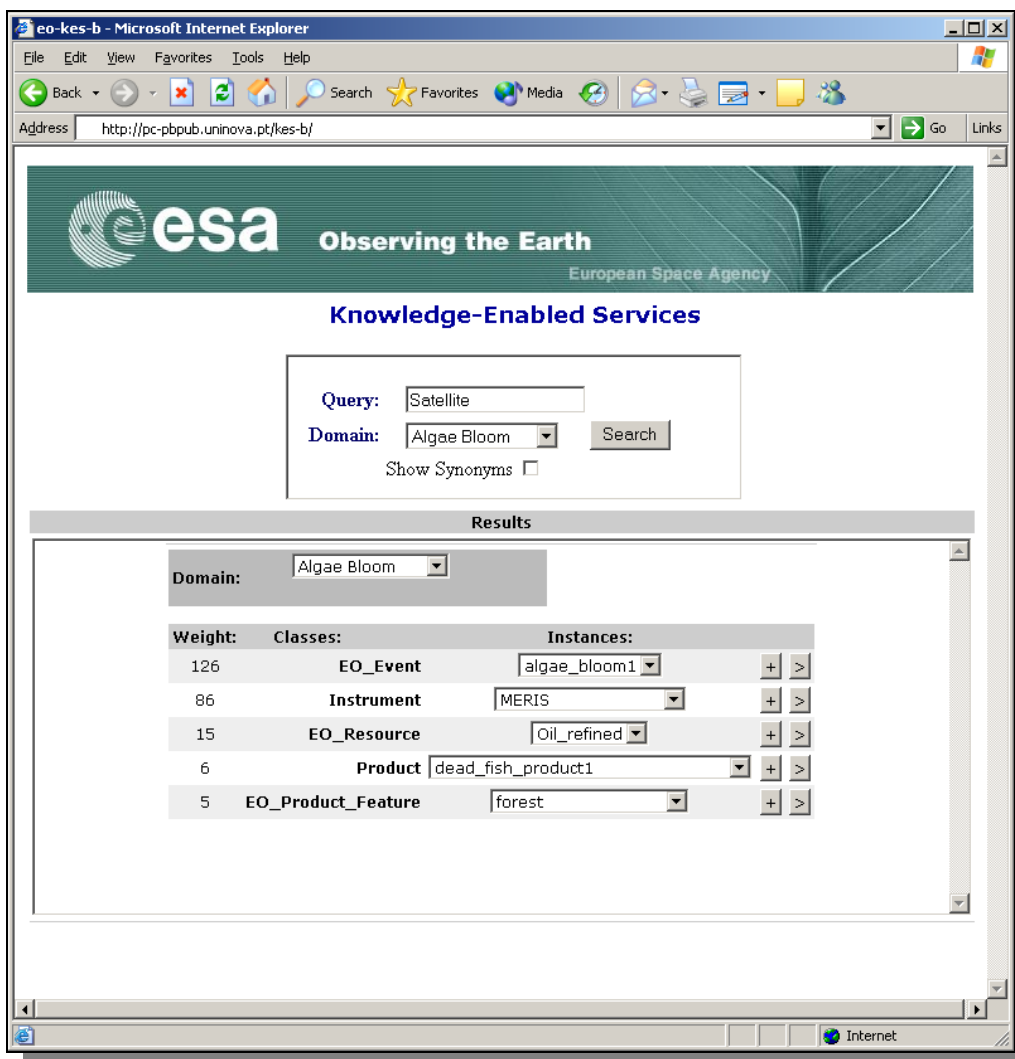 eo-kes-b - Microsoft Internet Explorer
File Edit View Favorites Tools Help
Back Search Favorites Media
Address http://pc-pbpub.uninova.pt/kes-b/ Go Links
esa Observing the Earth
European Space Agency
Knowledge-Enabled Services
Query: Satellite
Domain: Algae Bloom Search
Show Synonyms
Results
Domain: Algae Bloom
Weight: Classes: Instances:
126 EO_Event algae_bloom1 + >
86 Instrument MERIS + >
15 EO_Resource Oil_refined + >
6 Product dead_fish_product1 + >
5 EO_Product_Feature forest + >
Internet